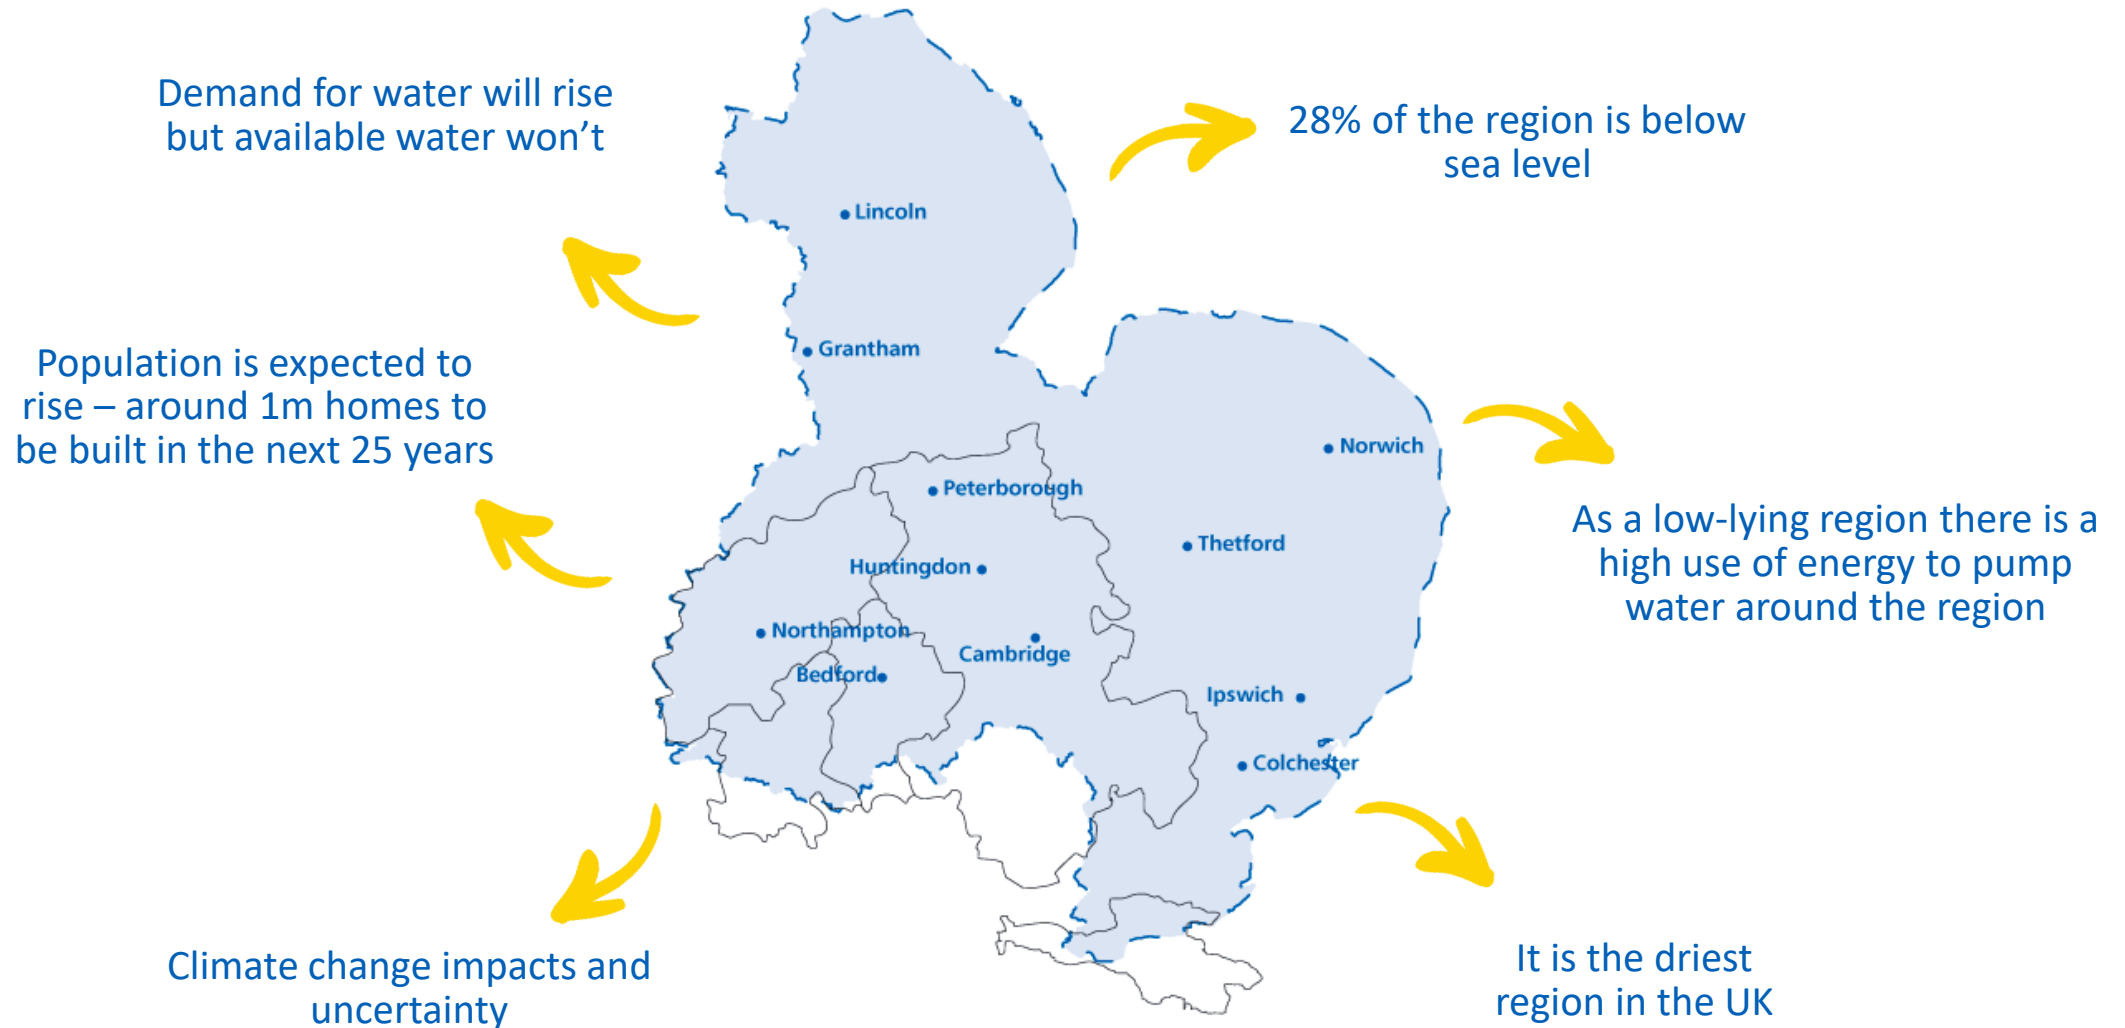 Demand for water will rise
but available water won’t
28% of the region is below
sea level
Lincoln
Grantham
Population is expected to
rise – around 1m homes to
be built in the next 25 years
Norwich
Peterborough
As a low-lying region there is a
high use of energy to pump
water around the region
Thetford
Huntingdon
Northampton
Cambridge
Bedford
Ipswich
Colchester
Climate change impacts and
uncertainty
It is the driest
region in the UK